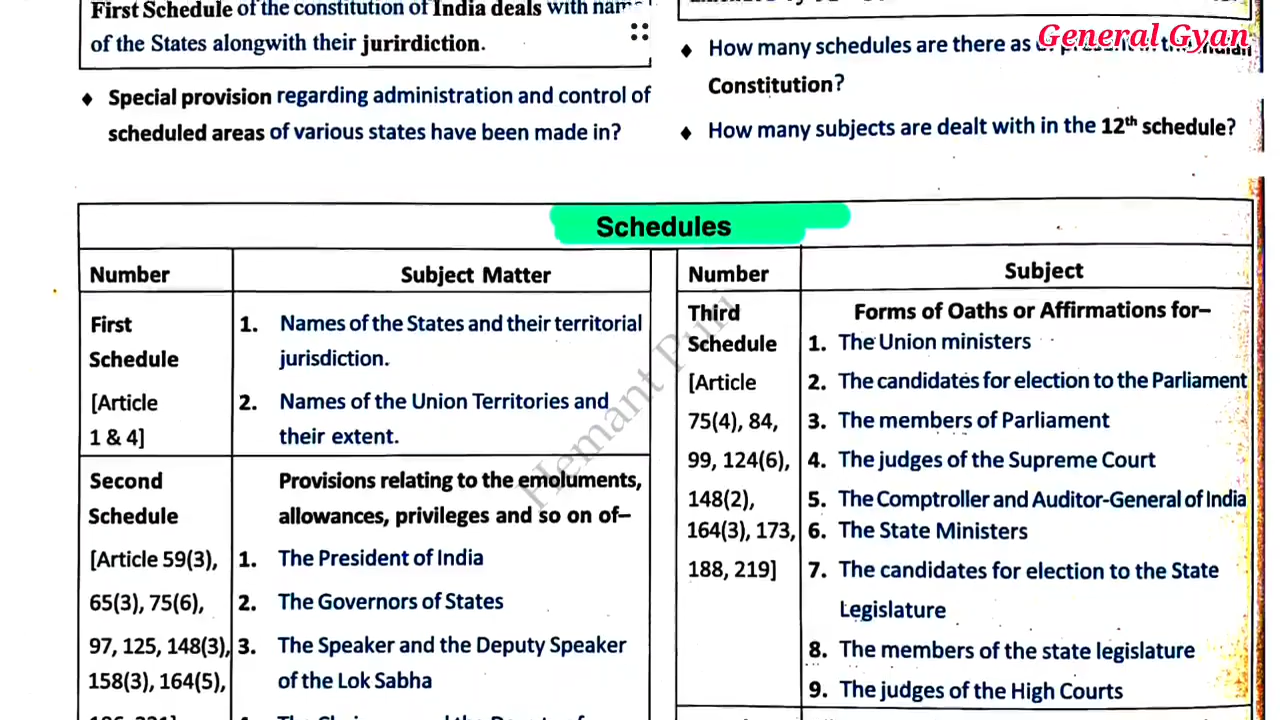 First Schedule of the constitution of India deals with name
of the States alongwith their jurirdiction.
♦ Special provision regarding administration and control of
scheduled areas of various states have been made in?
General Gyan
♦ How many schedules are there as
Constitution?
♦ How many subjects are dealt with in the 12th schedule?
Schedules
Number Subject Matter
First
Schedule
[Article
1 & 4]
1. Names of the States and their territorial
jurisdiction.
2. Names of the Union Territories and
their extent.
Second
Schedule
[Article 59(3),
65(3), 75(6),
97, 125, 148(3),
158(3), 164(5),
Provisions relating to the emoluments,
allowances, privileges and so on of–
1. The President of India
2. The Governors of States
3. The Speaker and the Deputy Speaker
of the Lok Sabha
Number Subject
Third
Schedule
[Article
75(4), 84,
99, 124(6),
148(2),
164(3), 173,
188, 219]
Forms of Oaths or Affirmations for–
1. The Union ministers
2. The candidates for election to the Parliament
3. The members of Parliament
4. The judges of the Supreme Court
5. The Comptroller and Auditor-General of India
6. The State Ministers
7. The candidates for election to the State
Legislature
8. The members of the state legislature
9. The judges of the High Courts
Hemant Puri